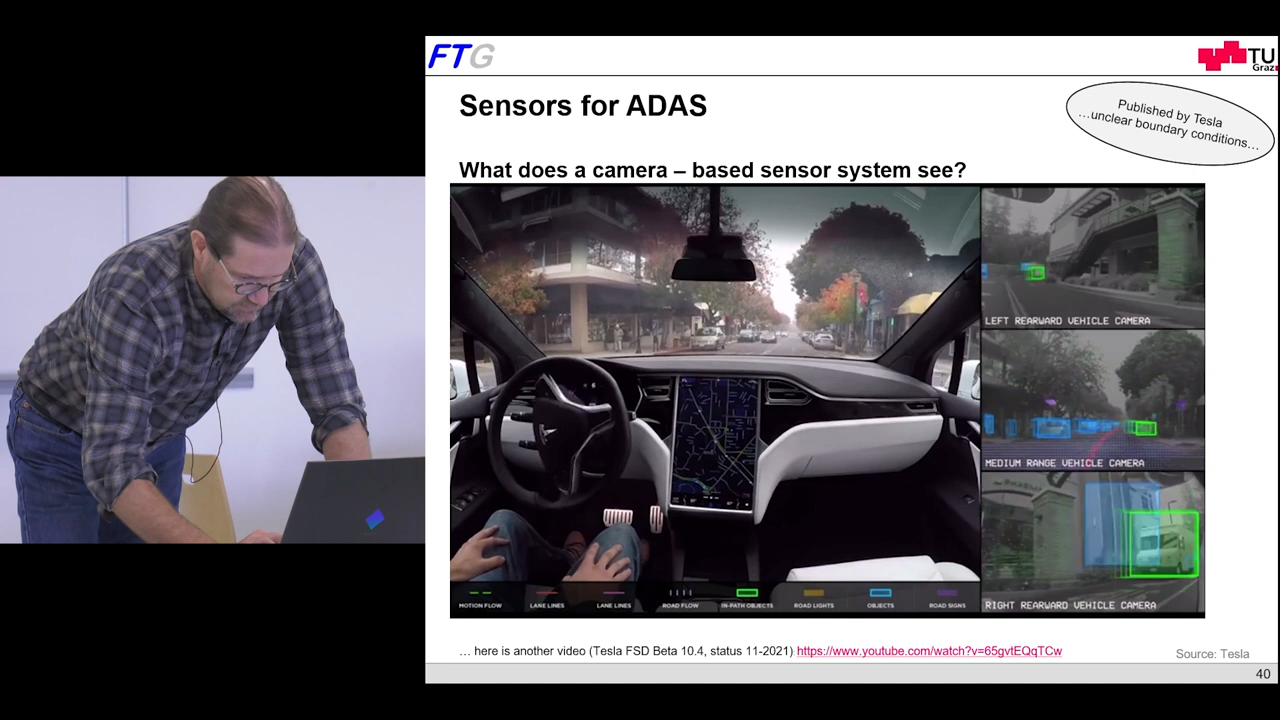 FTG
TU
Graz
Sensors for ADAS
Published by Tesla
…unclear boundary conditions…
What does a camera – based sensor system see?
LEFT REARWARD VEHICLE CAMERA
MEDIUM RANGE VEHICLE CAMERA
RIGHT REARWARD VEHICLE CAMERA
MOTION FLOW
LANE LINES
LANE LINES
ROAD FLOW
IN-PATH OBJECTS
ROAD LIGHTS
OBJECTS
ROAD SIGNS
… here is another video (Tesla FSD Beta 10.4, status 11-2021) https://www.youtube.com/watch?v=65gvtEQqTCw
Source: Tesla
40